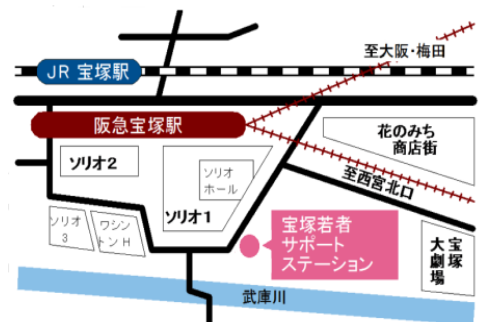 至大阪・梅田
JR 宝塚駅
阪急宝塚駅
花のみち
商店街
ソリオ2
ソリオ
ホール
至西宮北口
ソリオ1
ソリオ
3
ワシン
トンH
宝塚若者
サポート
ステーション
宝塚
大劇場
武庫川